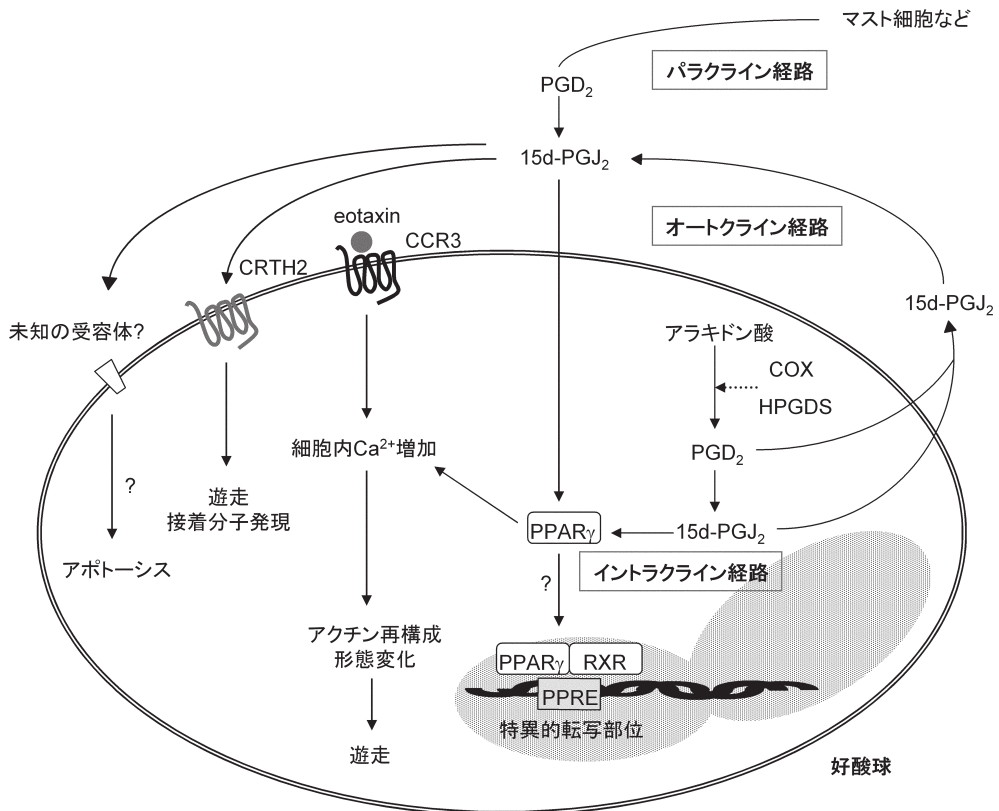 マスト細胞など
パラクライン経路
PGD2
15d-PGJ2
オートクライン経路
eotaxin
CCR3
CRTH2
15d-PGJ2
未知の受容体?
アラキドン酸
COX
HPGDS
細胞内Ca2+増加
PGD2
?
遊走
接着分子発現
PPARγ
15d-PGJ2
アポトーシス
イントラクライン経路
?
アクチン再構成
形態変化
PPARγ
RXR
PPRE
特異的転写部位
遊走
好酸球